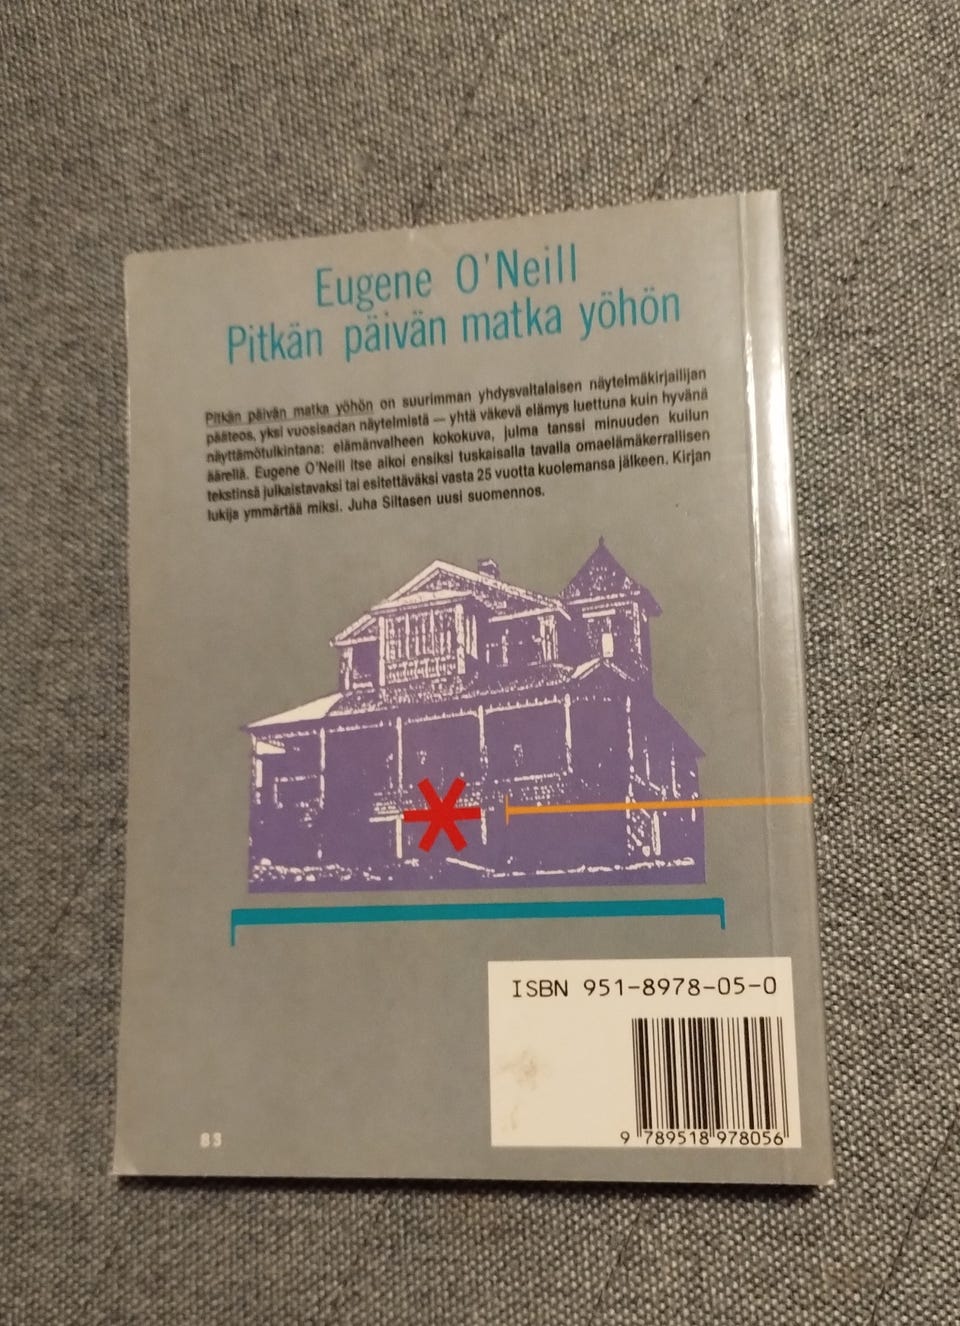 Eugene O'Neill
Pitkän päivän matka yöhön
Pitkän päivän matka yöhön on suurimman yhdysvaltalaisen näytelmäkirjailijan
pääteos, yksi vuosisadan näytelmistä — yhtä väkevä elämys luettuna kuin hyvänä
näyttämötulkintana: elämänvalheen kokokuva, julma tanssi minuuden kuilun
äärellä. Eugene O'Neill itse aikoi ensiksi tuskaisalla tavalla omaelämäkerrallisen
tekstinsä julkaistavaksi tai esitettäväksi vasta 25 vuotta kuolemansa jälkeen. Kirjan
lukija ymmärtää miksi. Juha Siltasen uusi suomennos.
ISBN 951-8978-05-0
9 789518 978056